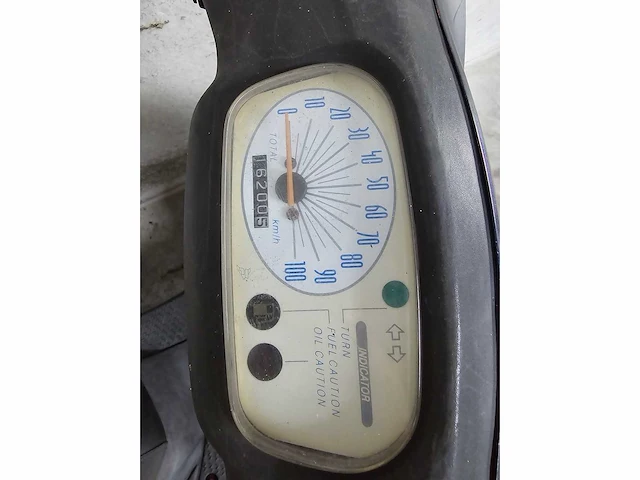 0 10 20 30 40 50 60 70 80 90 100
TOTAL
162005
km/h
TURN
FUEL CAUTION
OIL CAUTION
INDICATOR